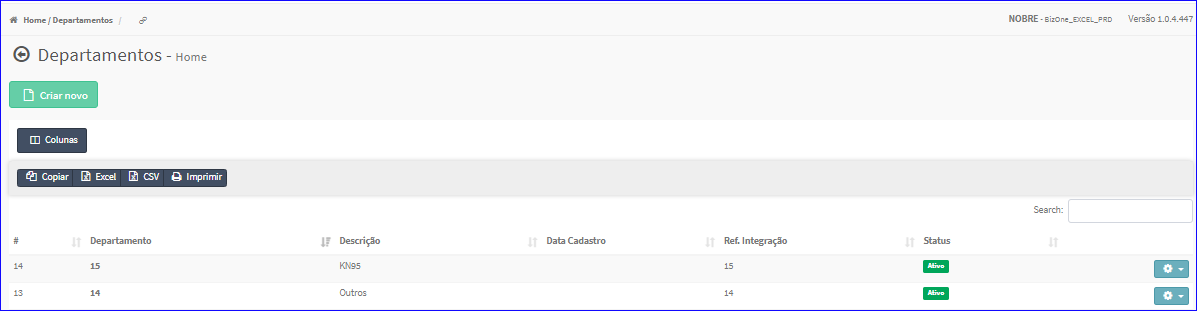 Home / Departamentos /
NOBRE - BizOne_EXCEL_PRD Versão 1.0.4.447
Departamentos - Home
Criar novo
Colunas
Copiar Excel CSV Imprimir
Search:
# Departamento Descrição Data Cadastro Ref. Integração Status
14 15 KN95 15 Ativo
13 14 Outros 14 Ativo